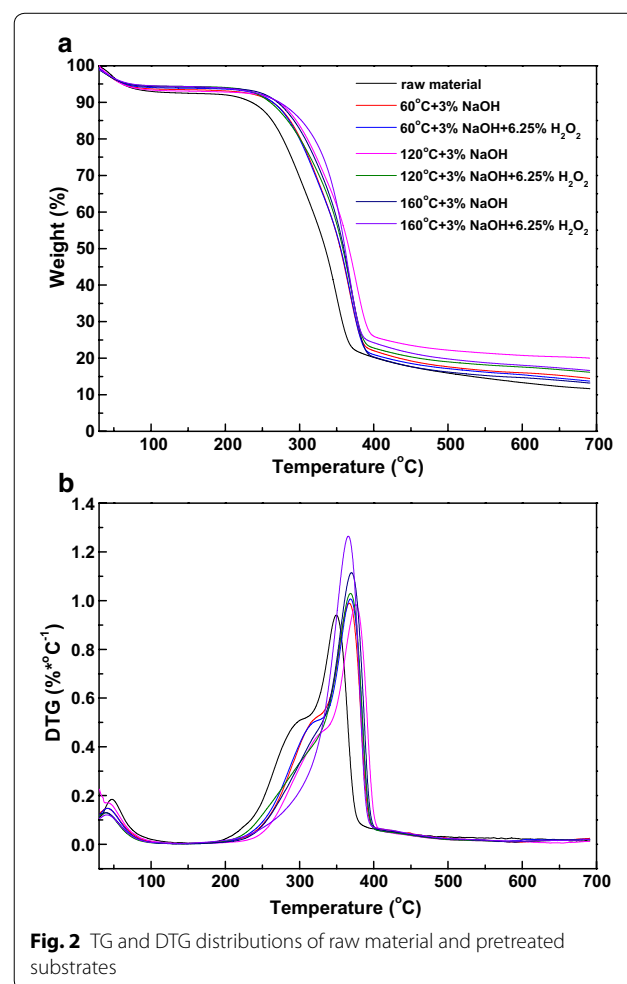 a
100
90
80
70
60
50
40
30
20
10
0
Weight (%)
raw material
60°C+3% NaOH
60°C+3% NaOH+6.25% H₂O₂
120°C+3% NaOH
120°C+3% NaOH+6.25% H₂O₂
160°C+3% NaOH
160°C+3% NaOH+6.25% H₂O₂
100 200 300 400 500 600 700
Temperature (°C)
b
1.4
1.2
1.0
0.8
0.6
0.4
0.2
0.0
DTG (%*°C⁻¹)
100 200 300 400 500 600 700
Temperature (°C)
Fig. 2 TG and DTG distributions of raw material and pretreated
substrates